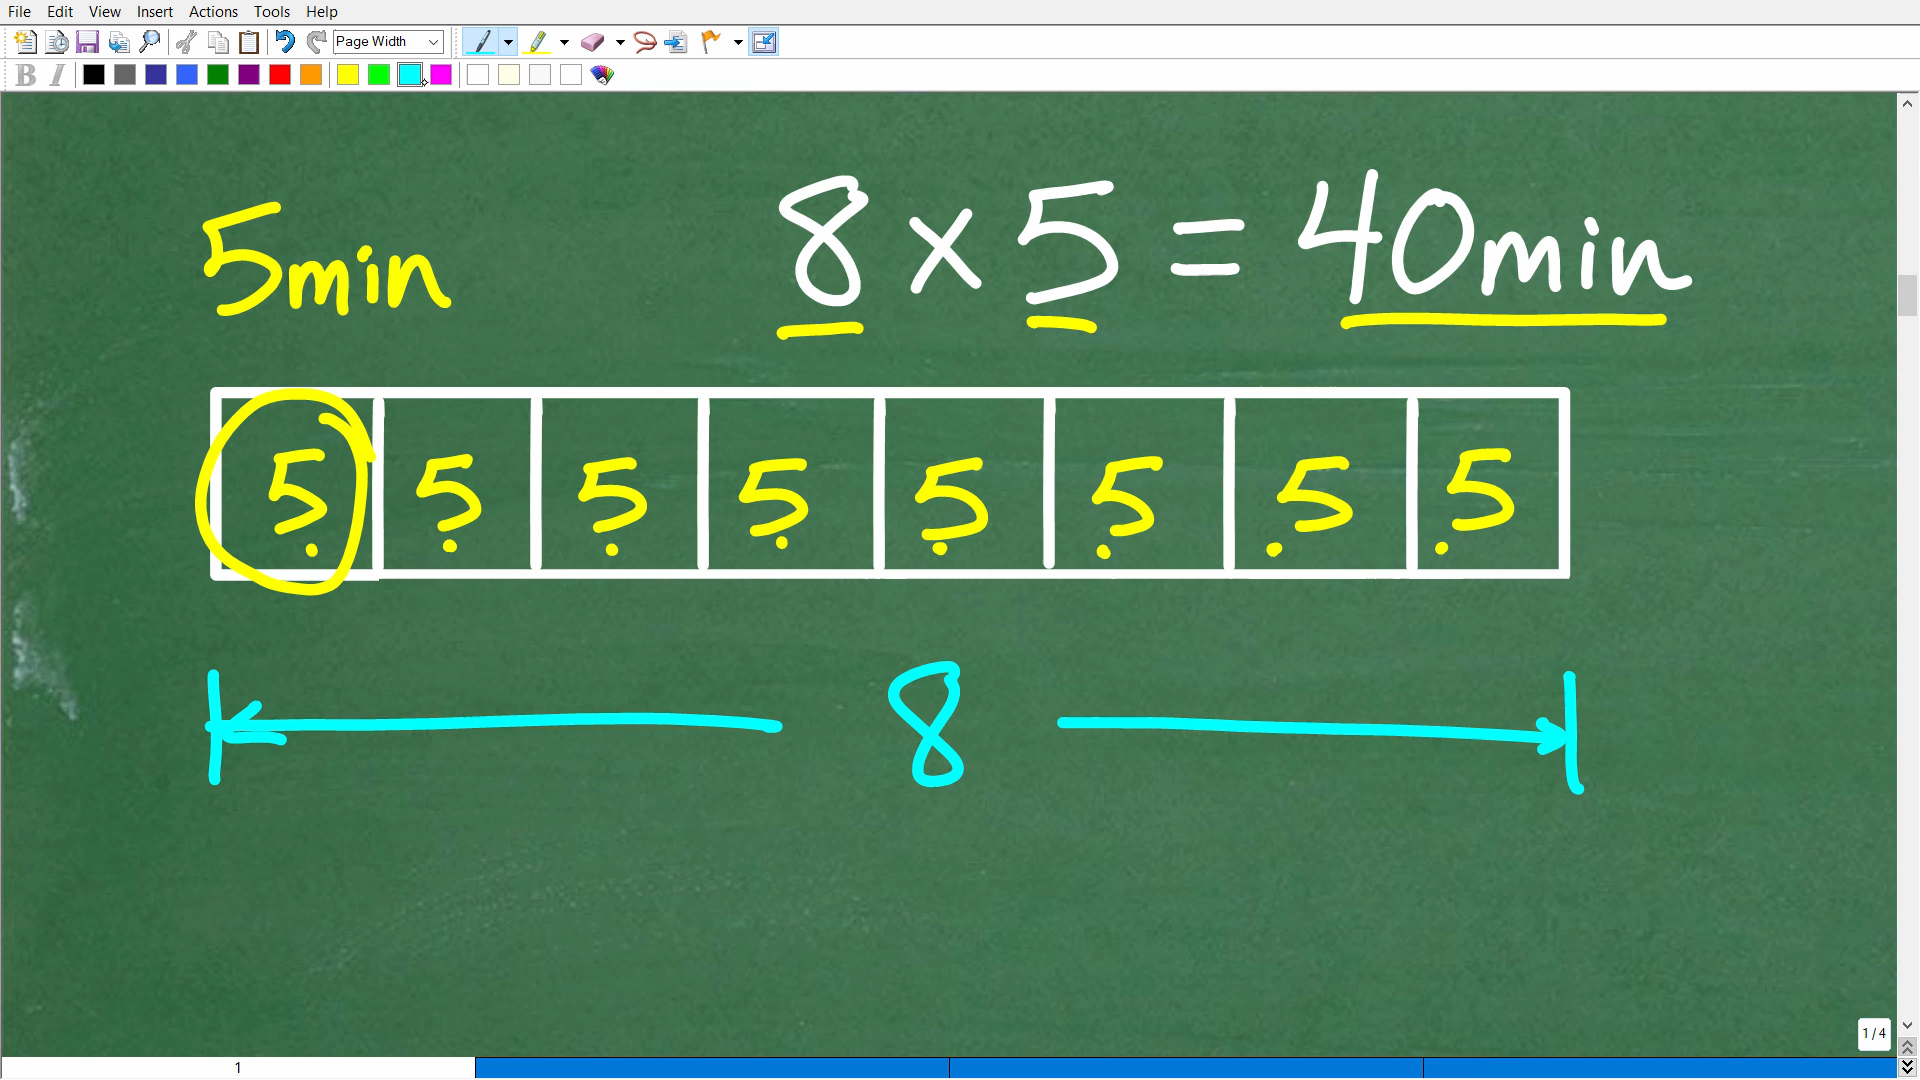 File Edit View Insert Actions Tools Help
Page Width
B I
5min 8 × 5 = 40min
5 5 5 5 5 5 5 5
8
1 / 4
1